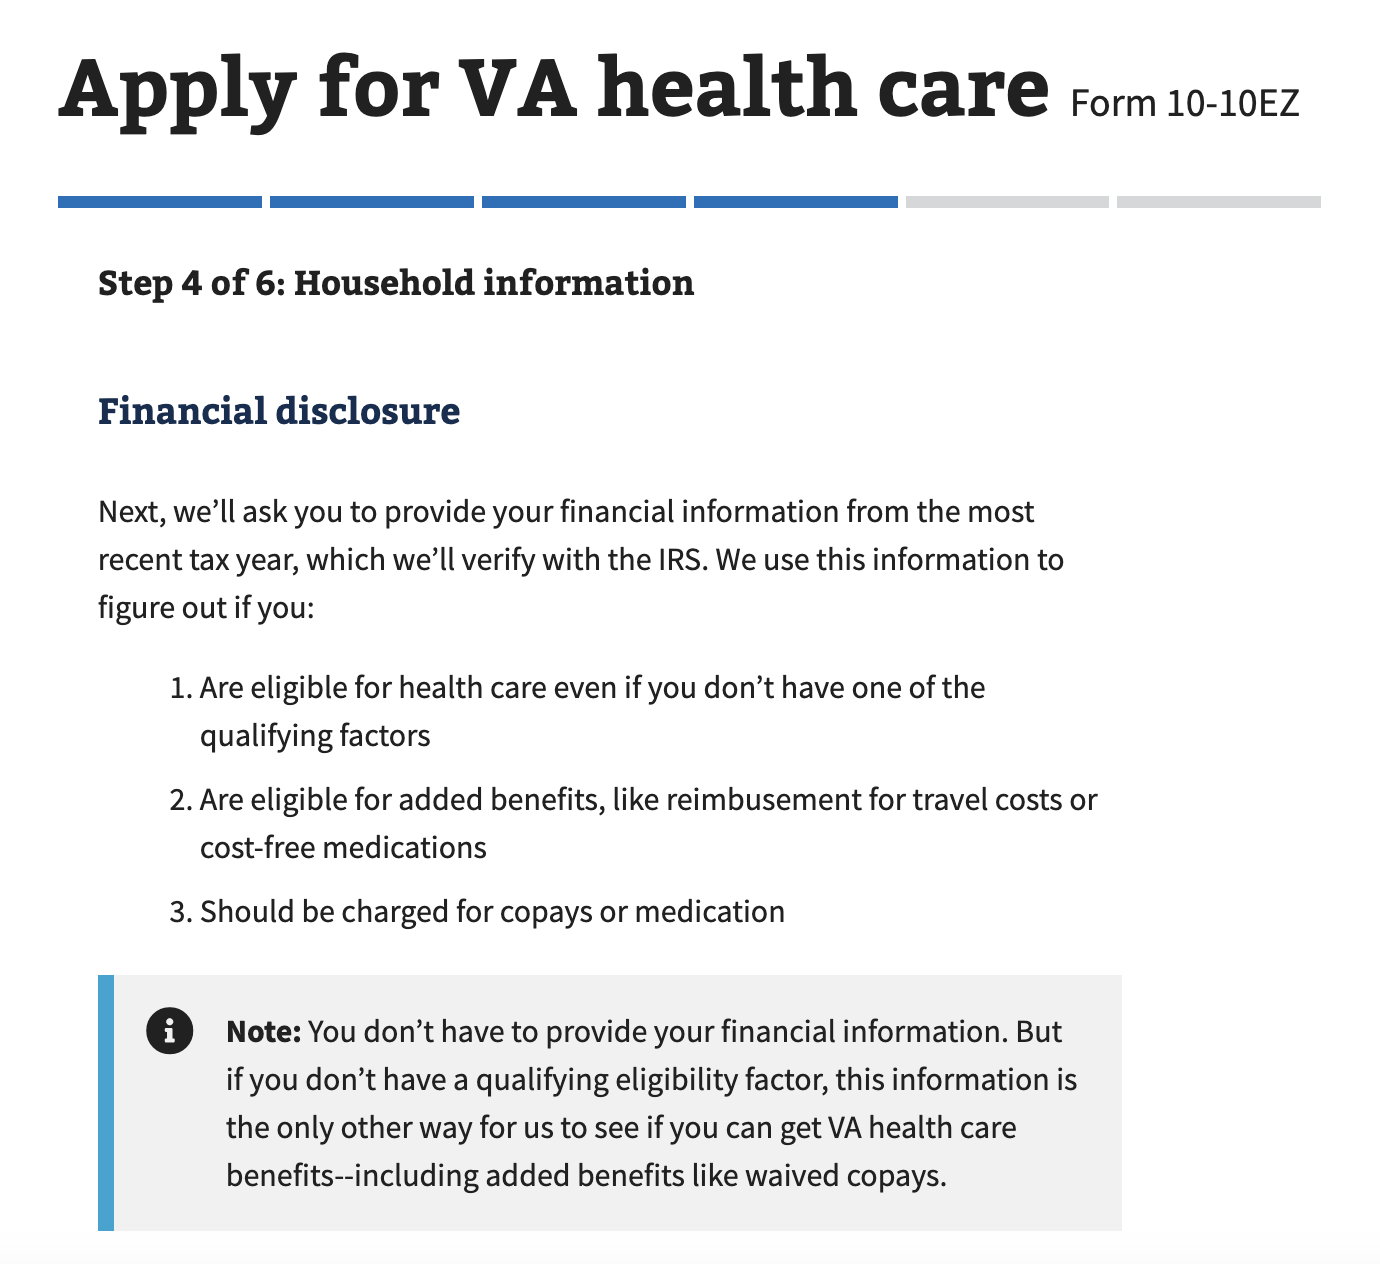 Apply for VA health care Form 10-10EZ
Step 4 of 6: Household information
Financial disclosure
Next, we’ll ask you to provide your financial information from the most
recent tax year, which we’ll verify with the IRS. We use this information to
figure out if you:
1. Are eligible for health care even if you don’t have one of the
qualifying factors
2. Are eligible for added benefits, like reimbusement for travel costs or
cost-free medications
3. Should be charged for copays or medication
Note: You don’t have to provide your financial information. But
if you don’t have a qualifying eligibility factor, this information is
the only other way for us to see if you can get VA health care
benefits--including added benefits like waived copays.